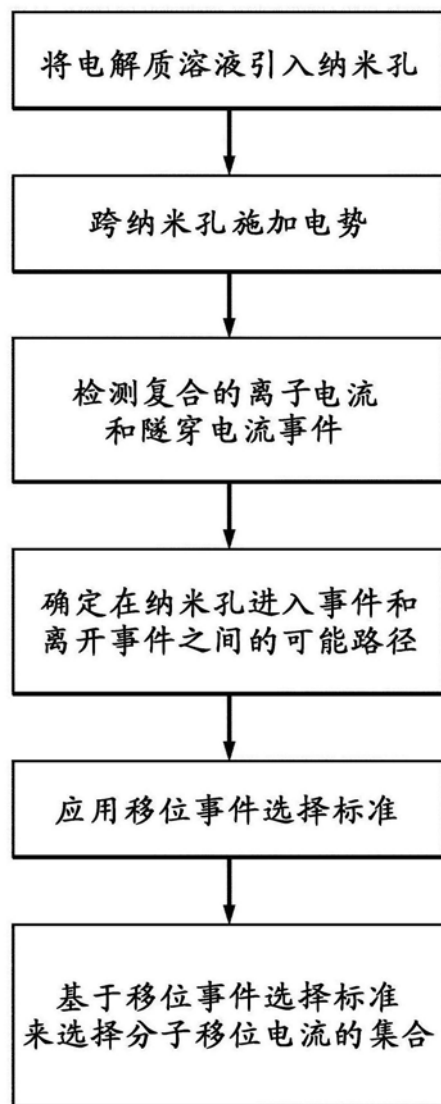 将电解质溶液引入纳米孔
跨纳米孔施加电势
检测复合的离子电流
和隧穿电流事件
确定在纳米孔进入事件和
离开事件之间的可能路径
应用移位事件选择标准
基于移位事件选择标准
来选择分子移位电流的集合